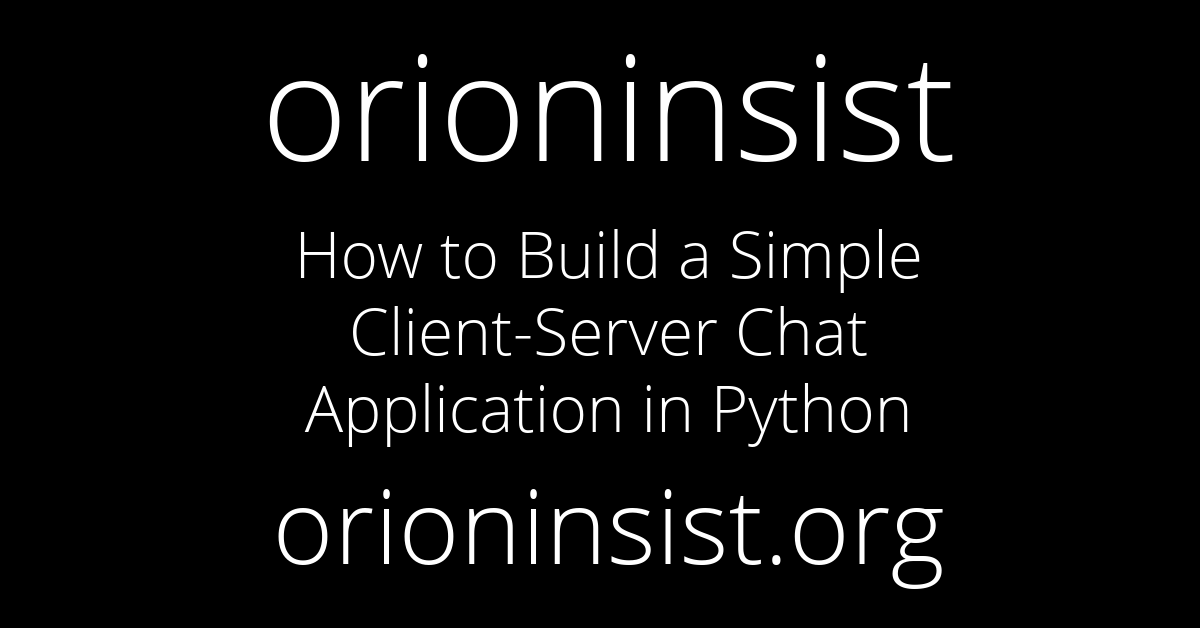 orioninsist
How to Build a Simple
Client-Server Chat
Application in Python
orioninsist.org